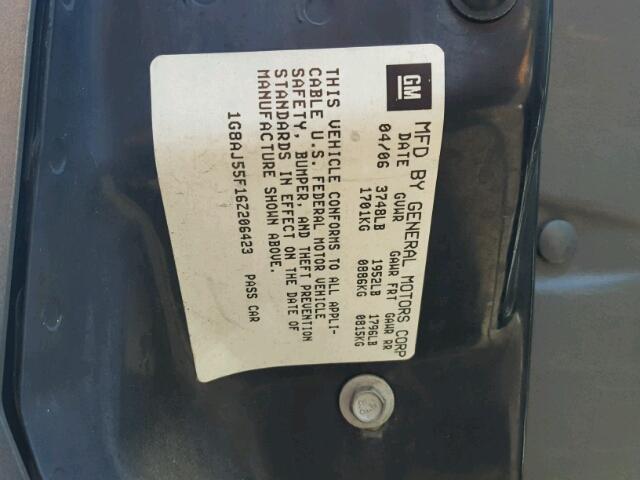 GM
MFD BY GENERAL MOTORS CORP
DATE GVWR GAWR FRT GAWR RR
04/06 3748LB 1952LB 1796LB
1701KG 0886KG 0815KG
THIS VEHICLE CONFORMS TO ALL APPLI-
CABLE U.S. FEDERAL MOTOR VEHICLE
SAFETY, BUMPER, AND THEFT PREVENTION
STANDARDS IN EFFECT ON THE DATE OF
MANUFACTURE SHOWN ABOVE.
1G8AJ55F16Z206423 PASS CAR